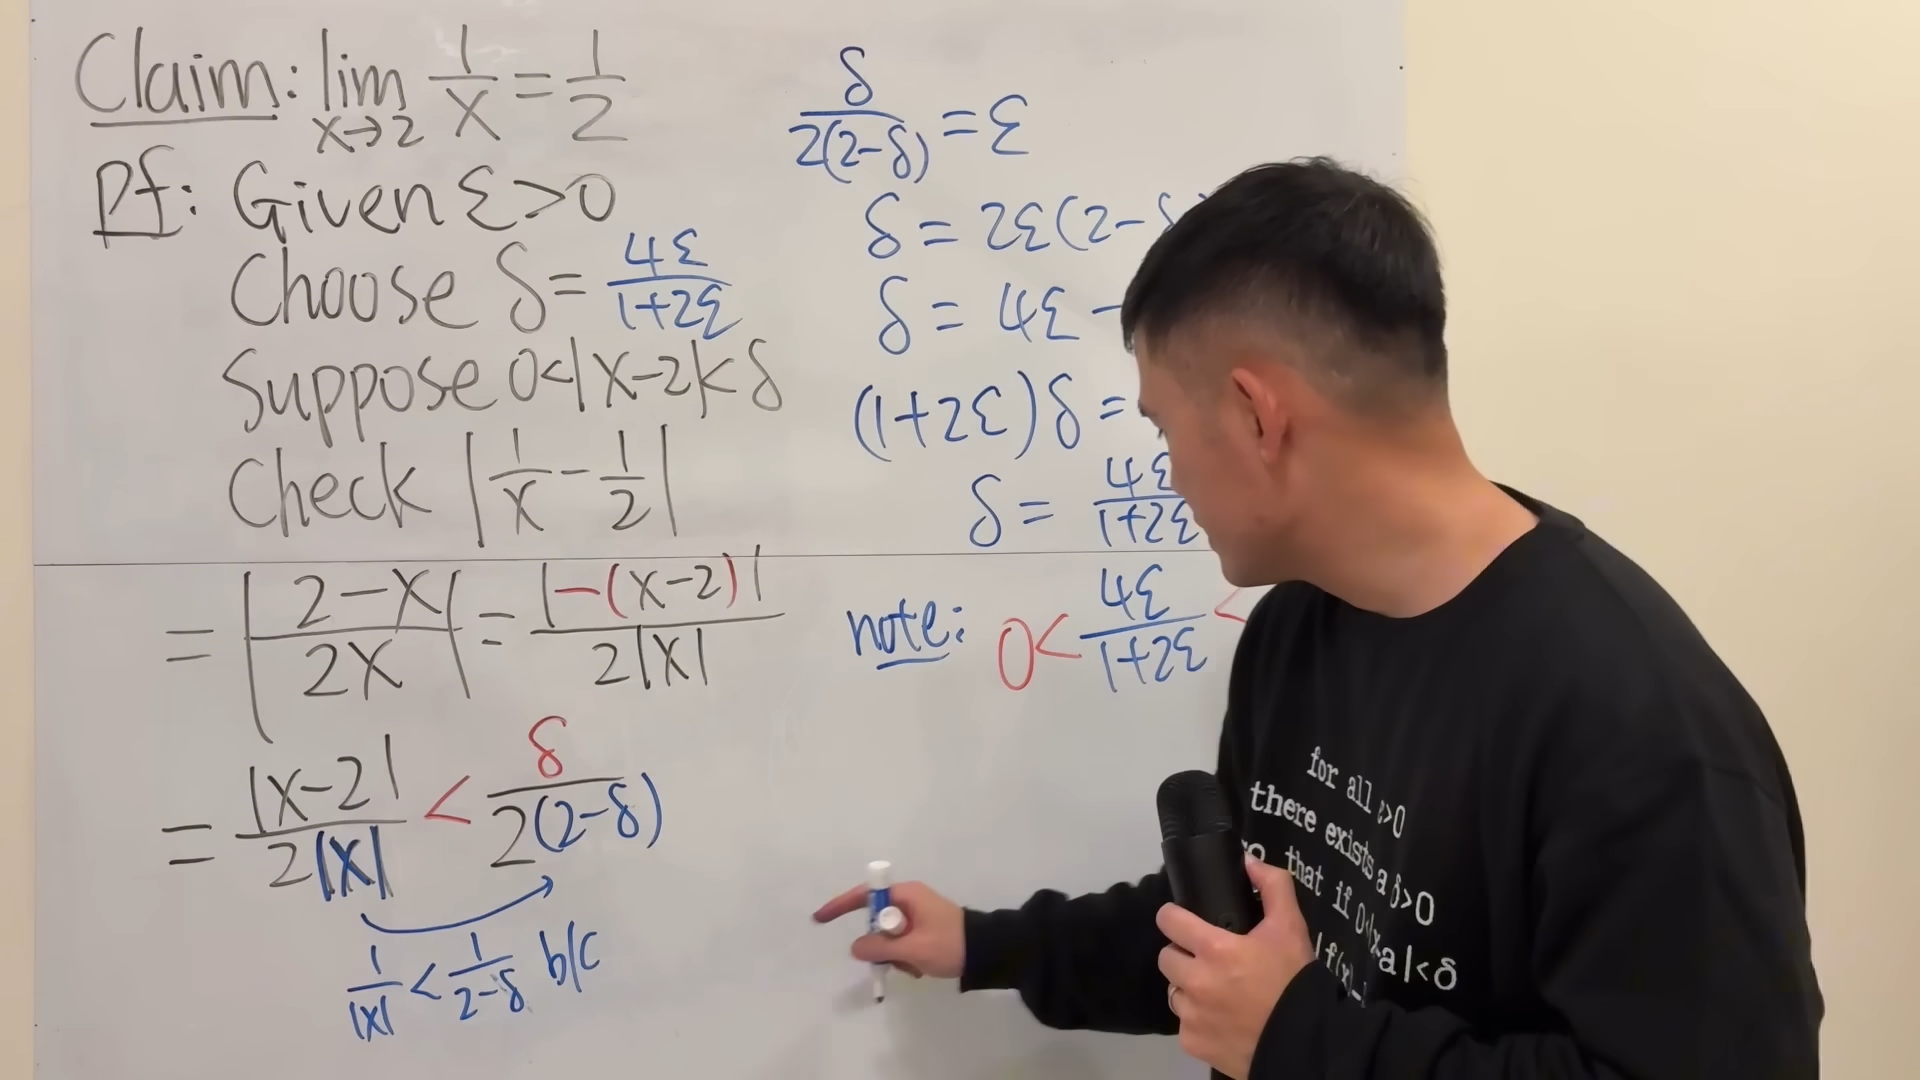 Claim: lim x→2 1/x = 1/2
Pf: Given ε>0
Choose δ = 4ε/(1+2ε)
Suppose 0<|x-2|<δ
Check |1/x - 1/2|
= |(2-x)/(2x)| = |-(x-2)|/(2|x|)
= |x-2|/(2|x|) < δ/(2(2-δ))
1/|x| < 1/(2-δ) b/c
δ/(2(2-δ)) = ε
δ = 2ε(2-δ
δ = 4ε -
(1+2ε)δ =
δ = 4ε/(1+2ε)
note: 0 < 4ε/(1+2ε) <
for all ε>0
there exists a δ>0
that if 0<|x-a|<δ
|f(x)-